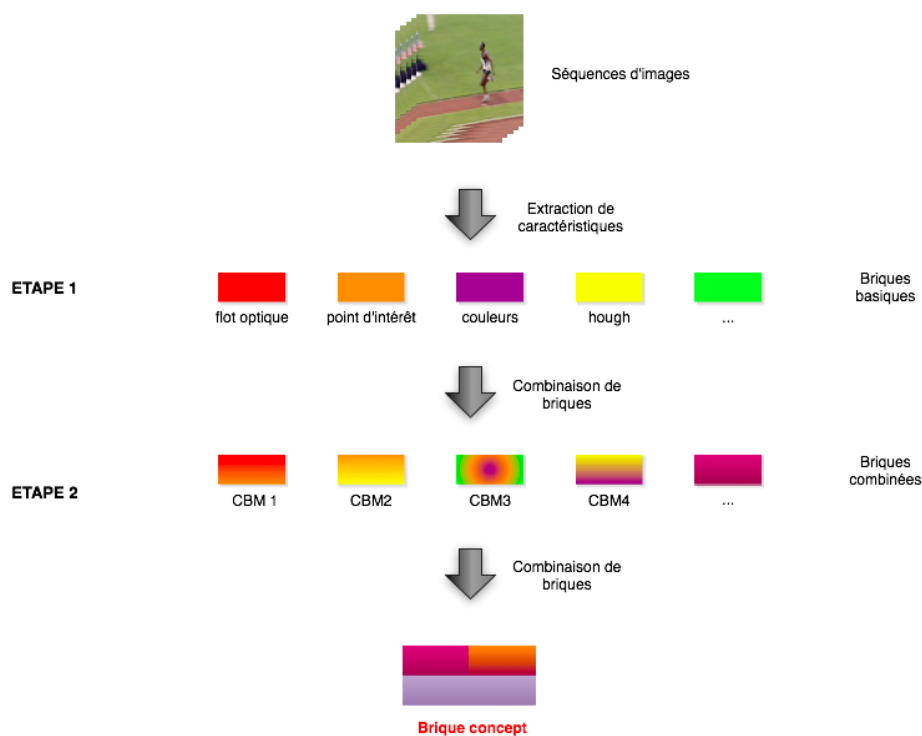 Séquences d'images
Extraction de
caractéristiques
ETAPE 1
Briques
basiques
flot optique
point d'intérêt
couleurs
hough
...
Combinaison de
briques
ETAPE 2
Briques
combinées
CBM 1
CBM2
CBM3
CBM4
...
Combinaison de
briques
Brique concept